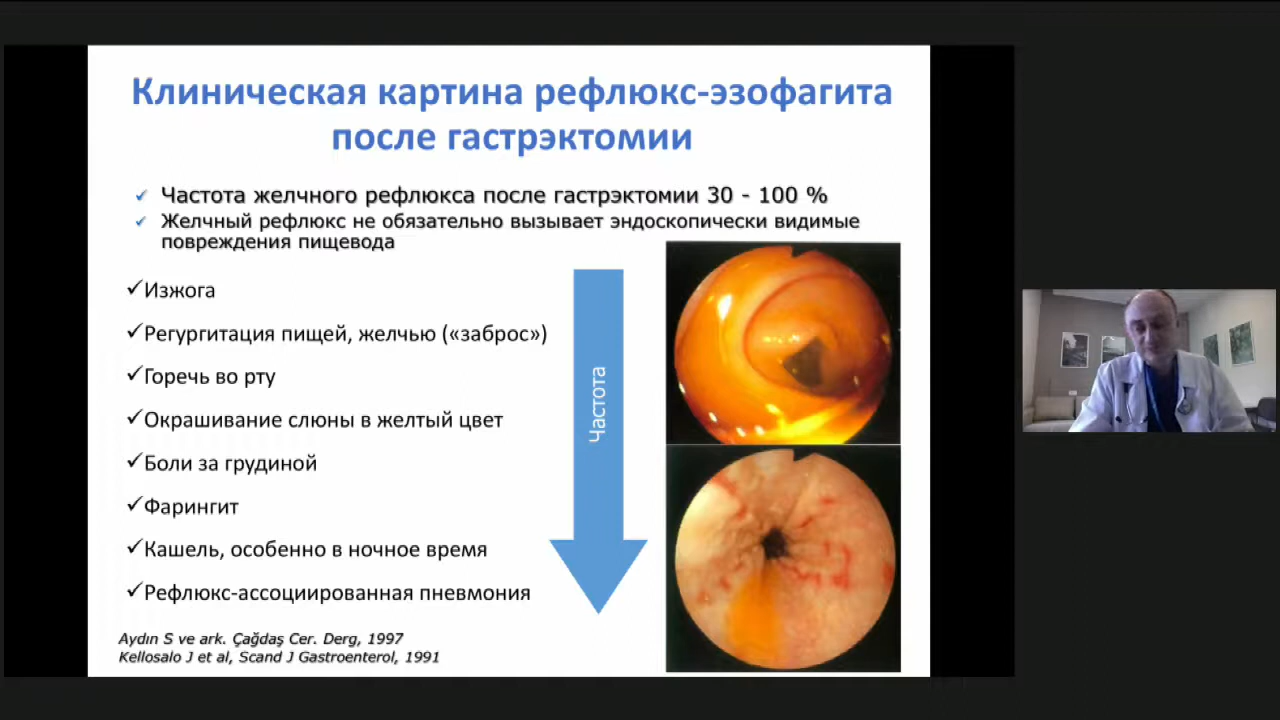 Клиническая картина рефлюкс-эзофагита
после гастрэктомии
✓ Частота желчного рефлюкса после гастрэктомии 30 - 100 %
✓ Желчный рефлюкс не обязательно вызывает эндоскопически видимые
повреждения пищевода
✓Изжога
✓Регургитация пищей, желчью («заброс»)
✓Горечь во рту
✓Окрашивание слюны в желтый цвет
✓Боли за грудиной
✓Фарингит
✓Кашель, особенно в ночное время
✓Рефлюкс-ассоциированная пневмония
Частота
Aydın S ve ark. Çağdaş Cer. Derg, 1997
Kellosalo J et al, Scand J Gastroenterol, 1991